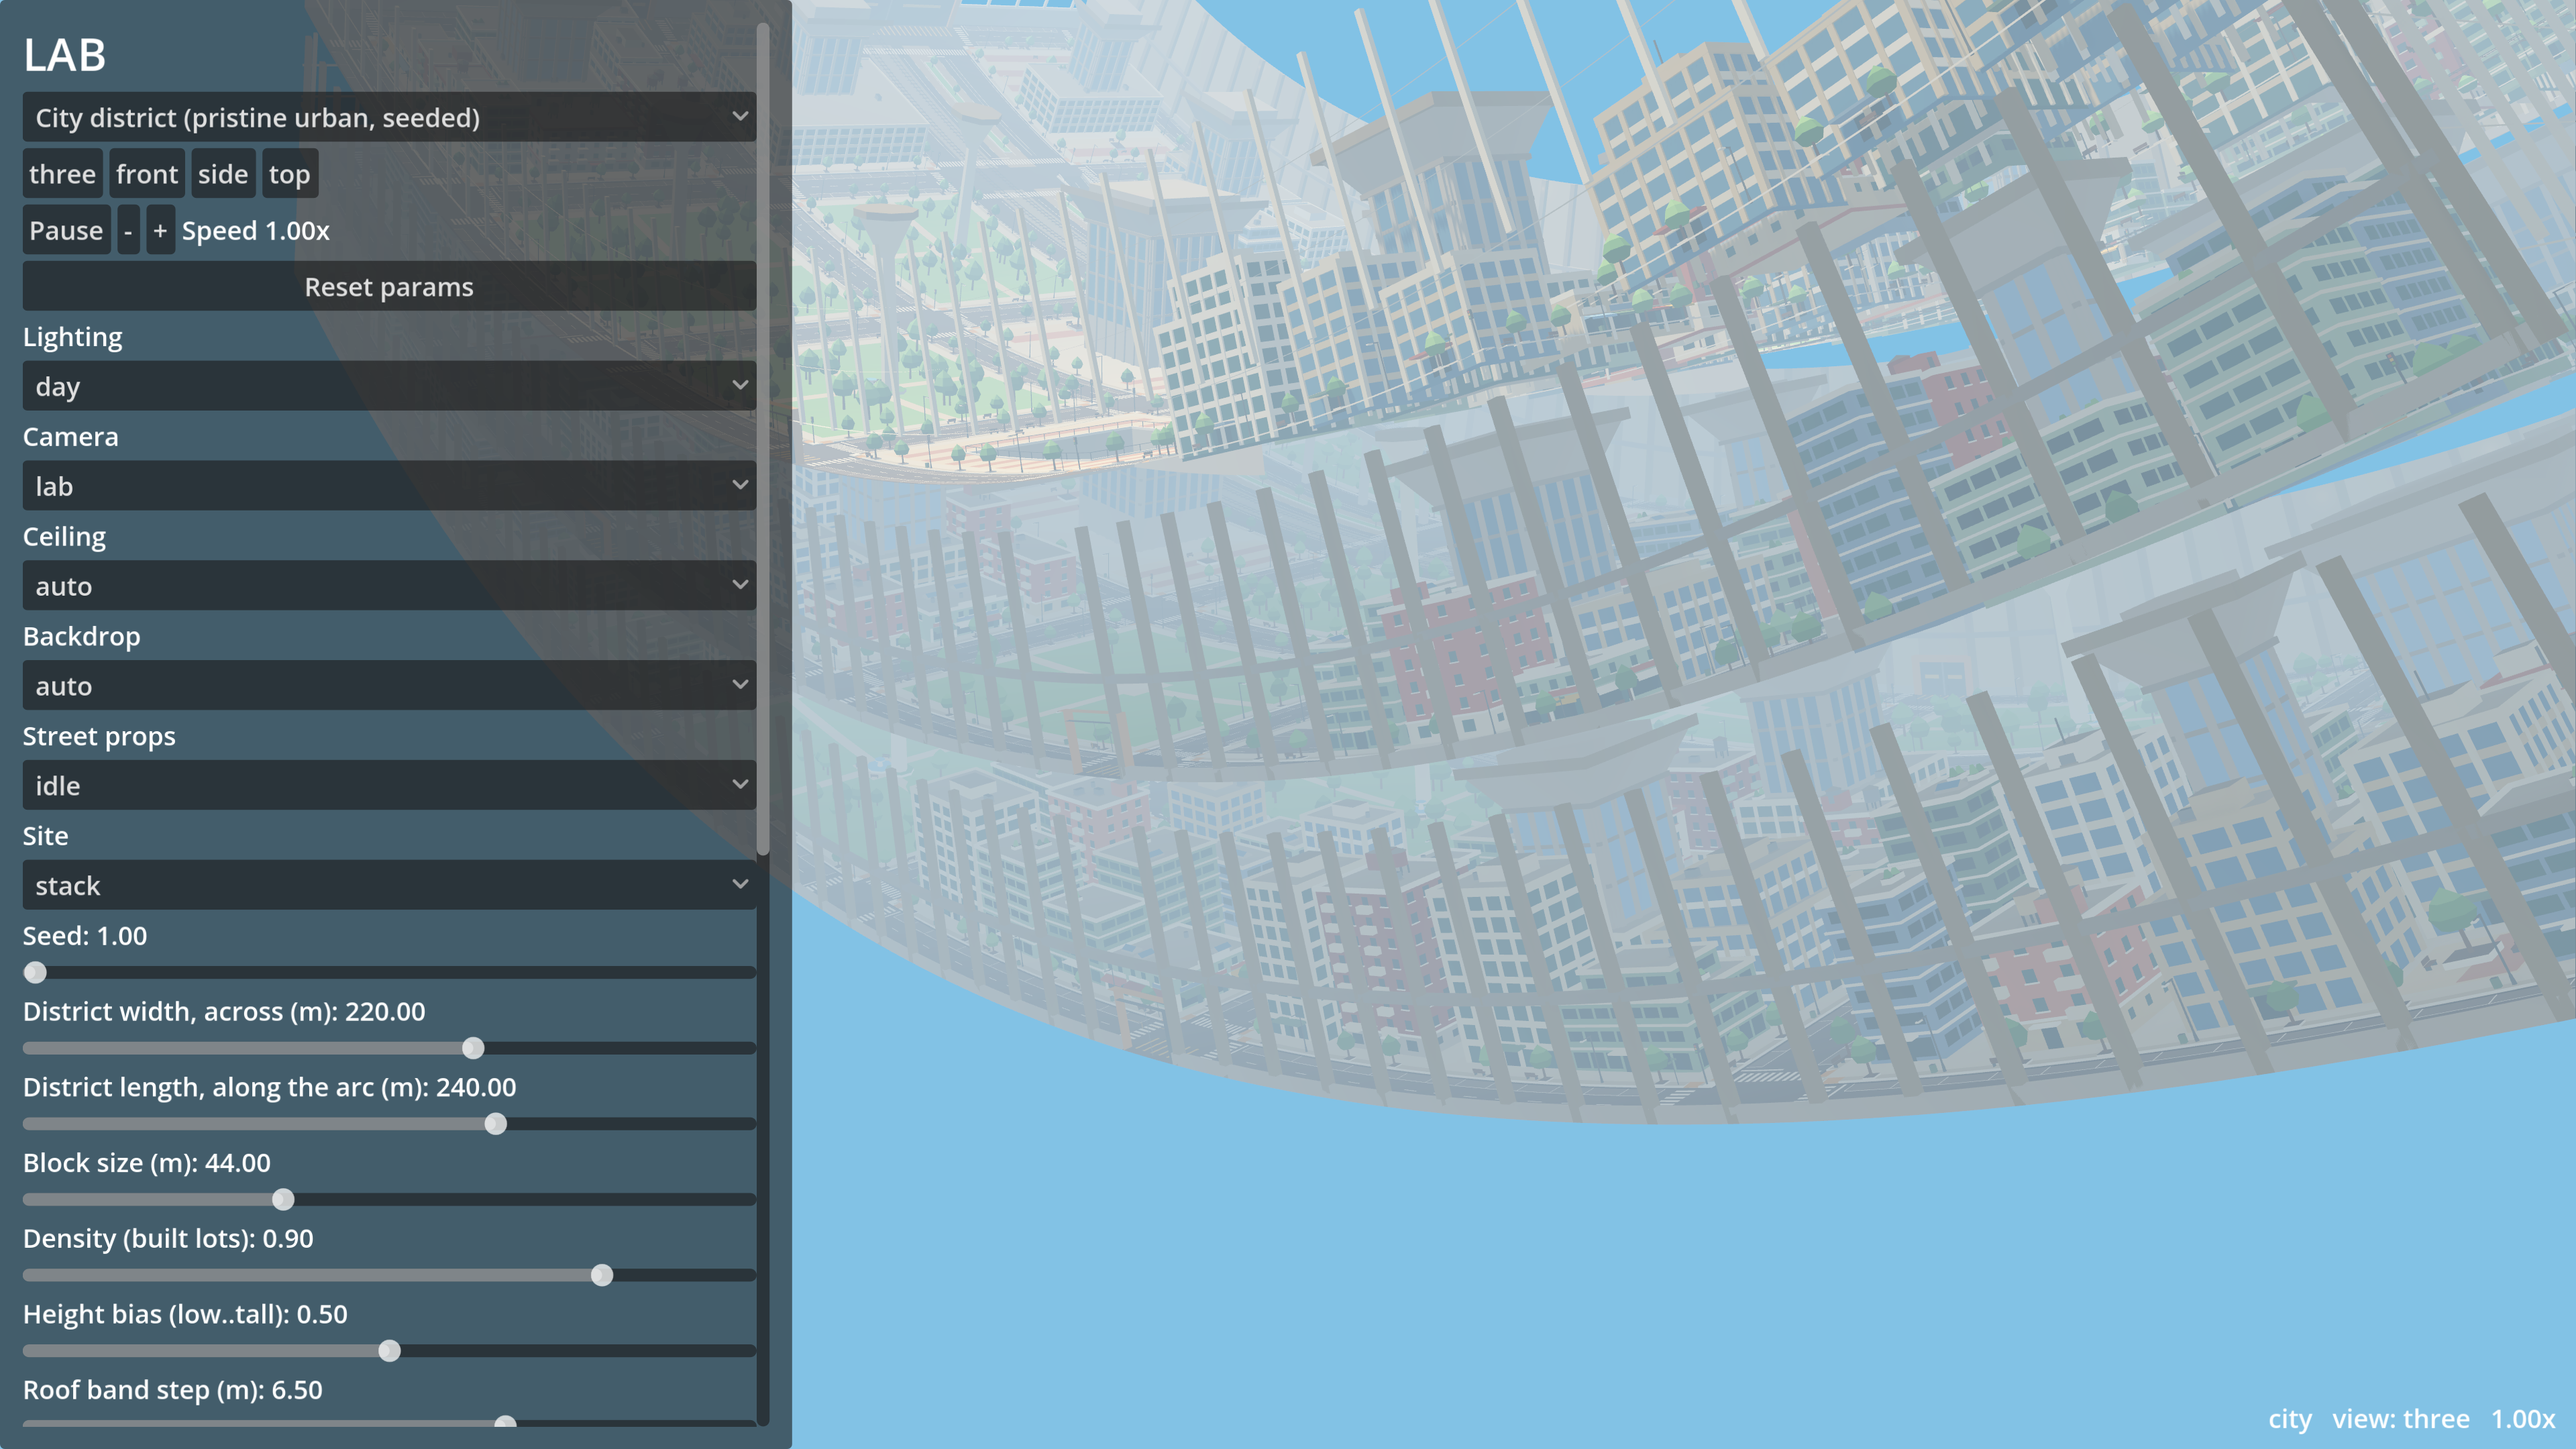 LAB
City district (pristine urban, seeded)
three front side top
Pause - + Speed 1.00x
Reset params
Lighting
day
Camera
lab
Ceiling
auto
Backdrop
auto
Street props
idle
Site
stack
Seed: 1.00
District width, across (m): 220.00
District length, along the arc (m): 240.00
Block size (m): 44.00
Density (built lots): 0.90
Height bias (low..tall): 0.50
Roof band step (m): 6.50
city view: three 1.00x